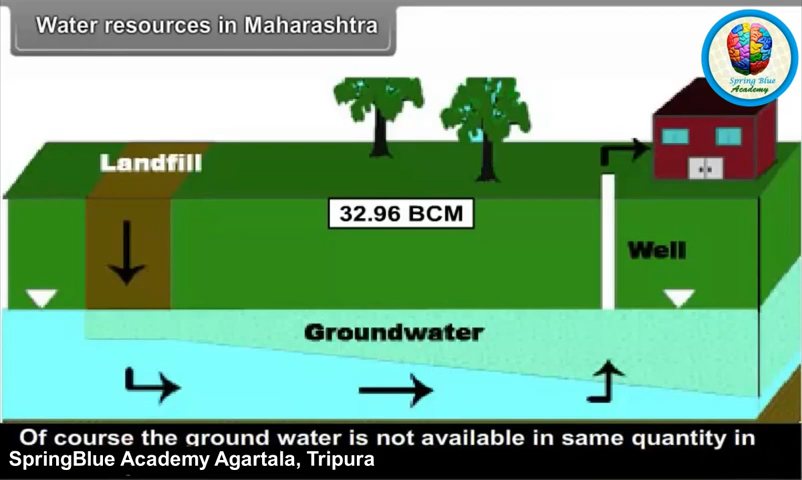 Water resources in Maharashtra
Spring Blue
Academy
Landfill
32.96 BCM
Well
Groundwater
Of course the ground water is not available in same quantity in
SpringBlue Academy Agartala, Tripura